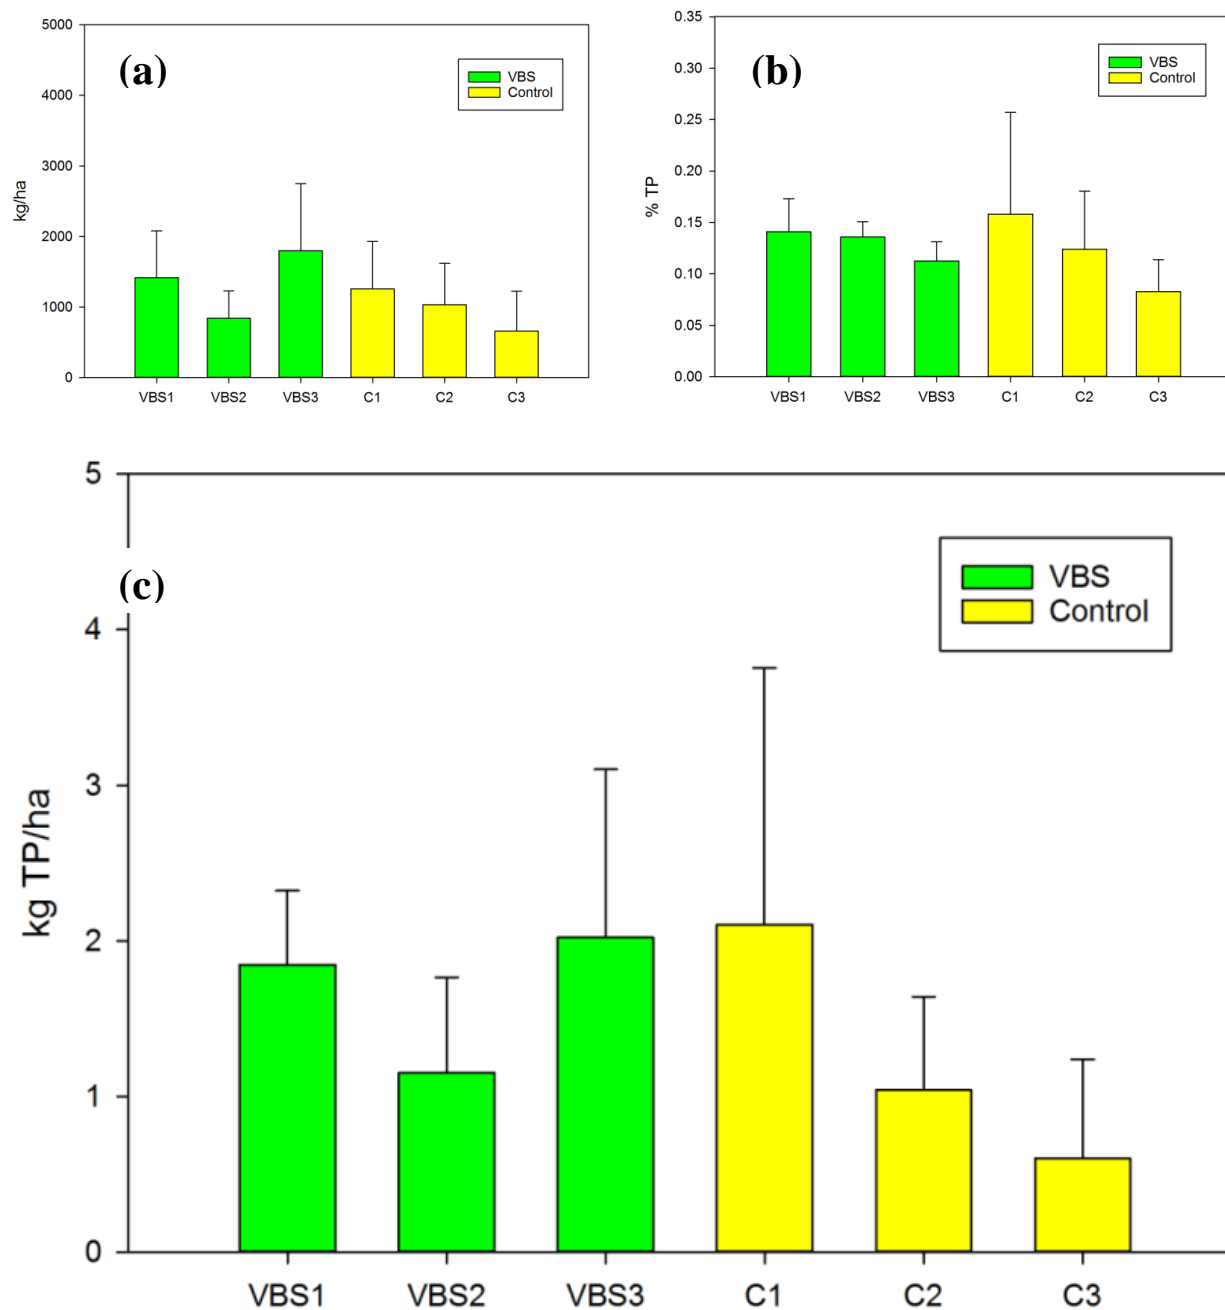 (a)
kg/ha
5000
4000
3000
2000
1000
0
VBS
Control
VBS1 VBS2 VBS3 C1 C2 C3
(b)
% TP
0.35
0.30
0.25
0.20
0.15
0.10
0.05
0.00
VBS
Control
VBS1 VBS2 VBS3 C1 C2 C3
(c)
kg TP/ha
5
4
3
2
1
0
VBS
Control
VBS1 VBS2 VBS3 C1 C2 C3